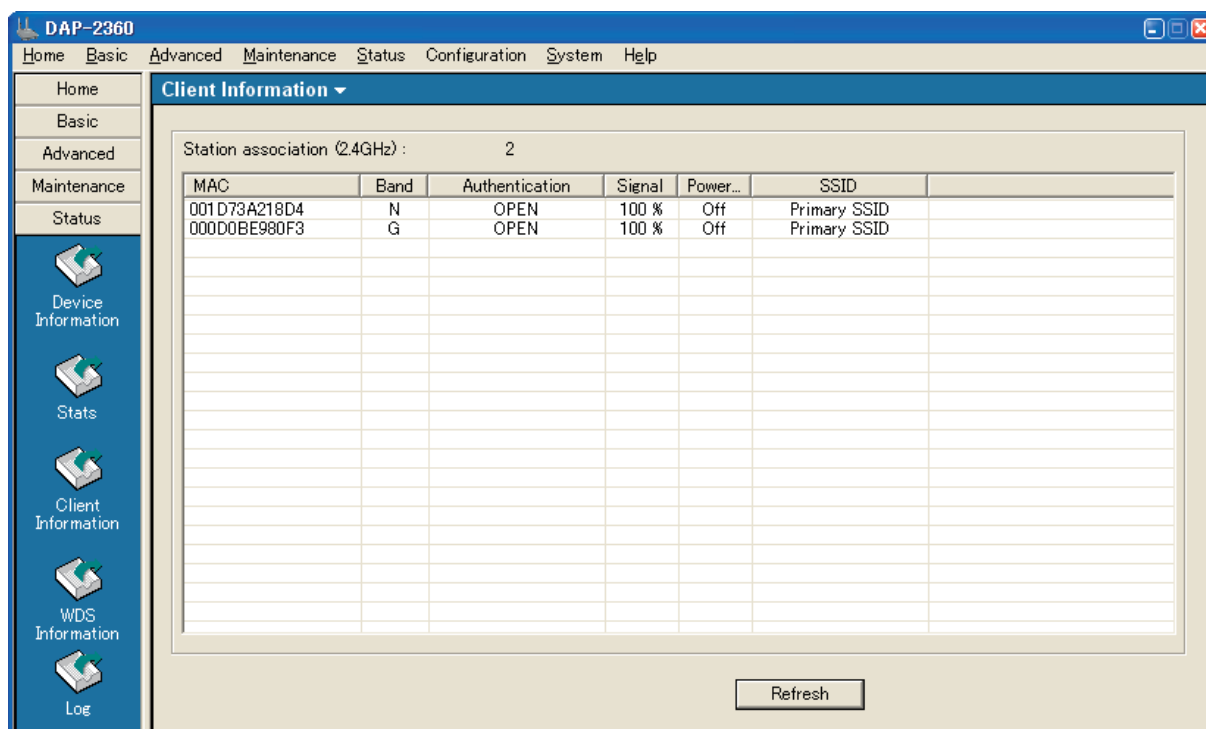 DAP-2360
Home Basic Advanced Maintenance Status Configuration System Help
Home
Basic
Advanced
Maintenance
Status
Device
Information
Stats
Client
Information
WDS
Information
Log
Client Information
Station association (2.4GHz) : 2
MAC Band Authentication Signal Power... SSID
001D73A218D4 N OPEN 100 % Off Primary SSID
000D0BE980F3 G OPEN 100 % Off Primary SSID
Refresh